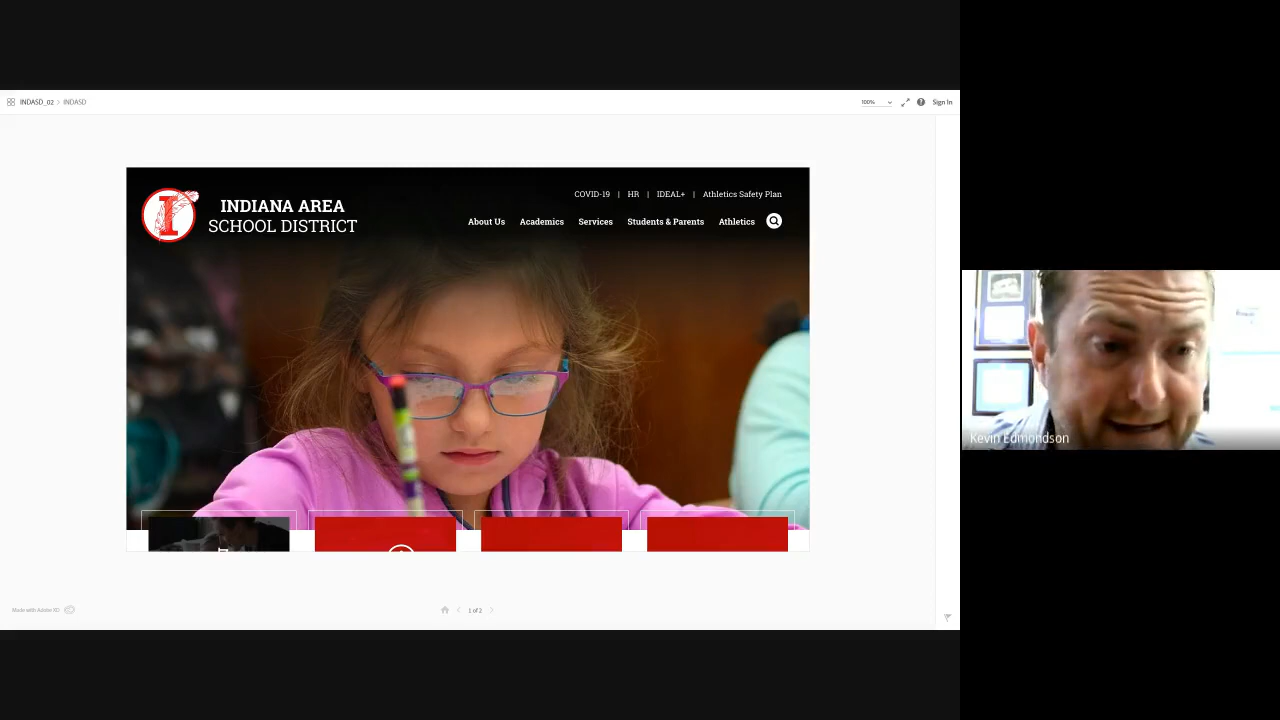 INDASD_02 > INDASD
100%
Sign In
COVID-19 | HR | IDEAL+ | Athletics Safety Plan
INDIANA AREA
SCHOOL DISTRICT
About Us Academics Services Students & Parents Athletics
I
Kevin Edmondson
Made with Adobe XD
1 of 2